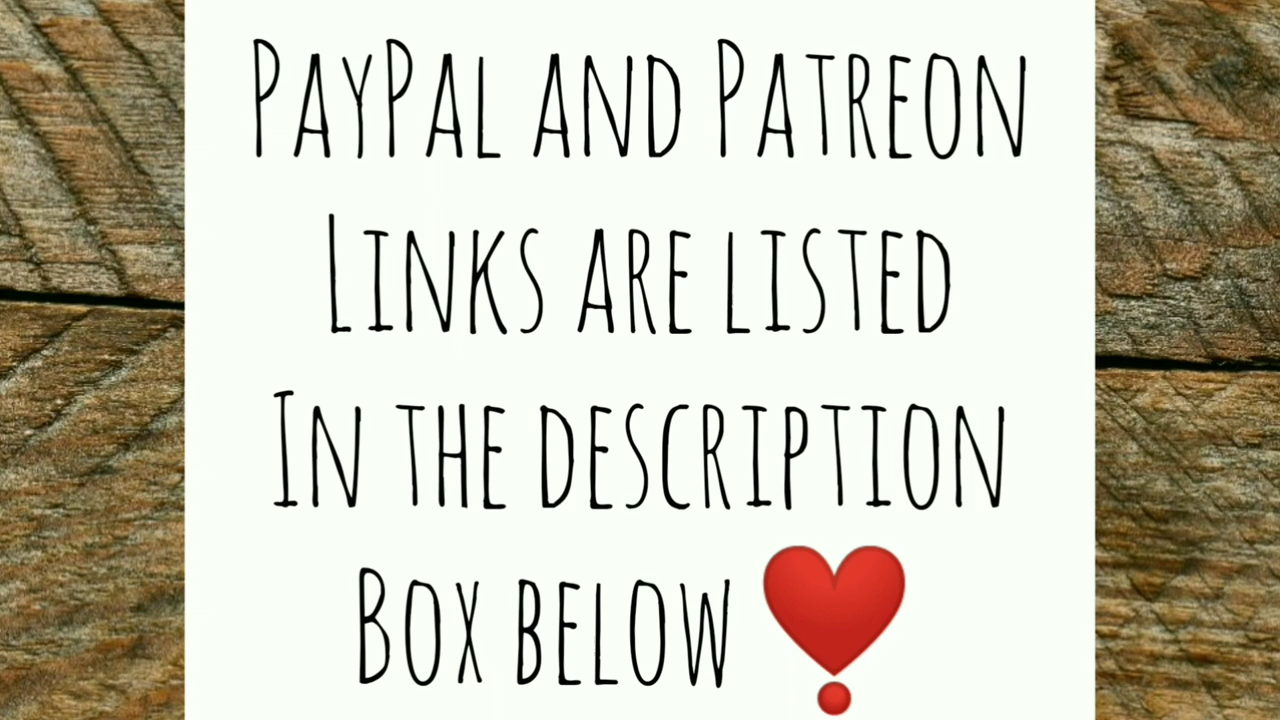 PayPal and Patreon
Links are listed
In the description
Box below ❣